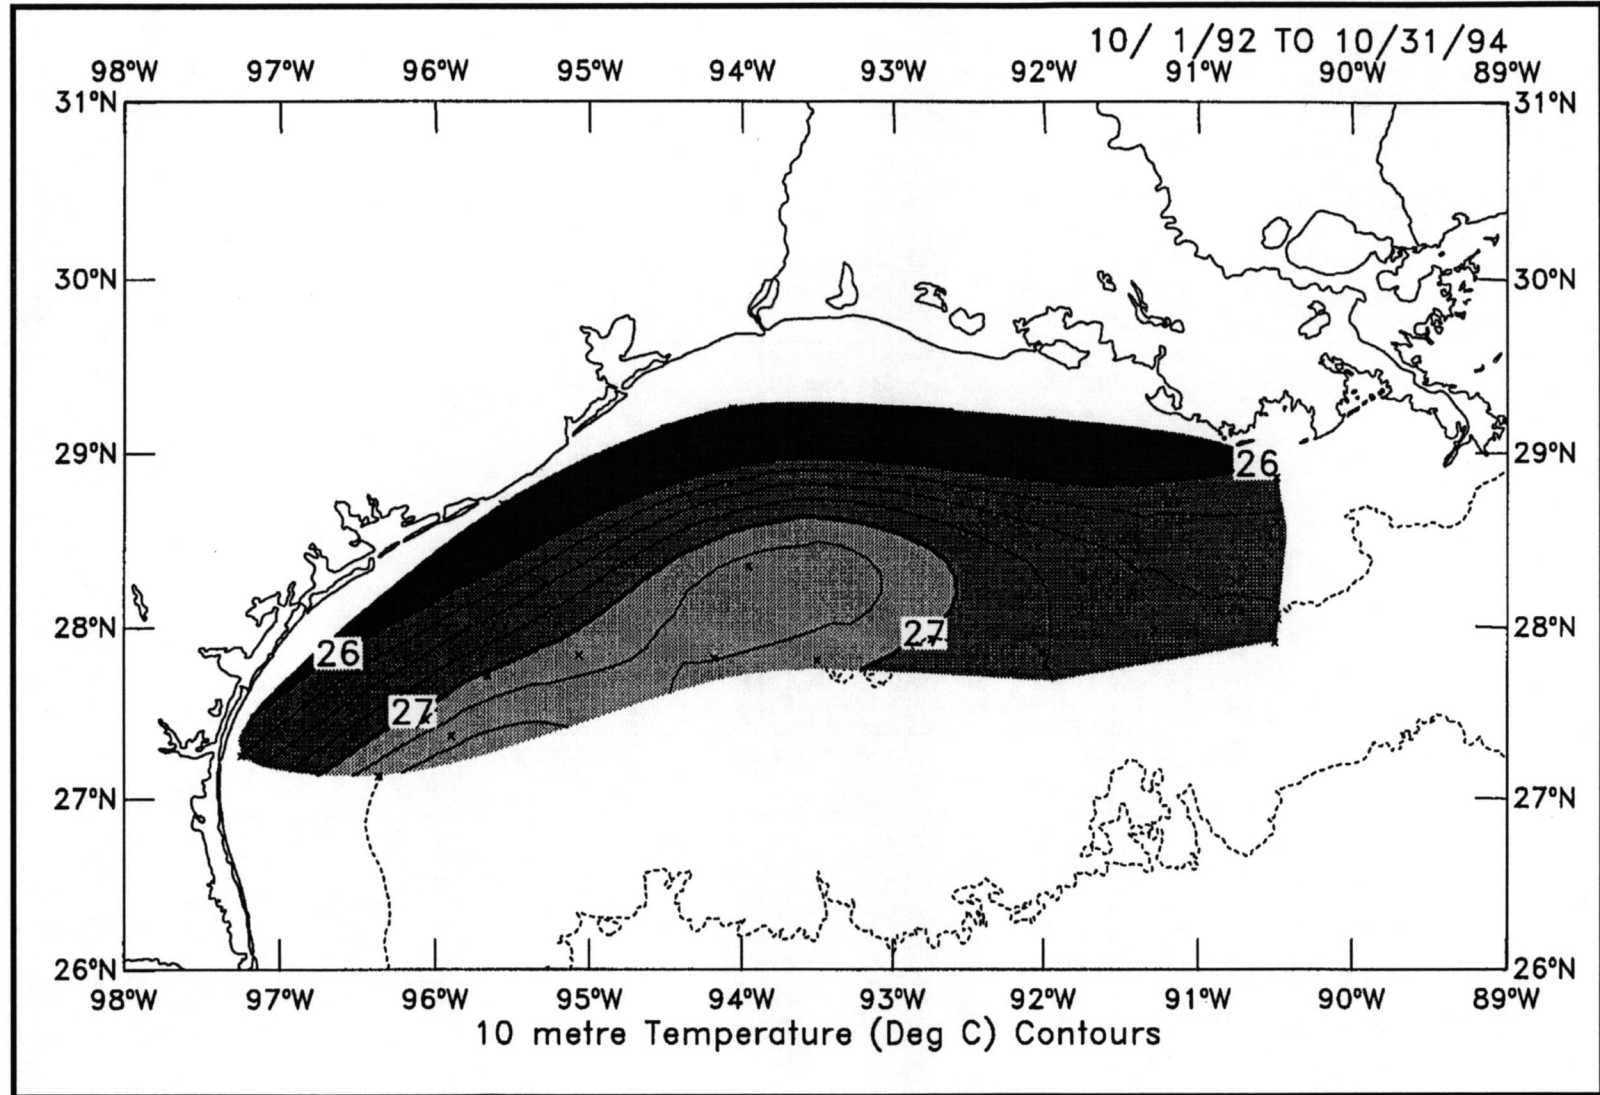 10/ 1/92 TO 10/31/94
98°W 97°W 96°W 95°W 94°W 93°W 92°W 91°W 90°W 89°W
31°N 31°N
30°N 30°N
29°N 29°N
26
28°N 28°N
27
26
27
27°N 27°N
26°N 26°N
98°W 97°W 96°W 95°W 94°W 93°W 92°W 91°W 90°W 89°W
10 metre Temperature (Deg C) Contours